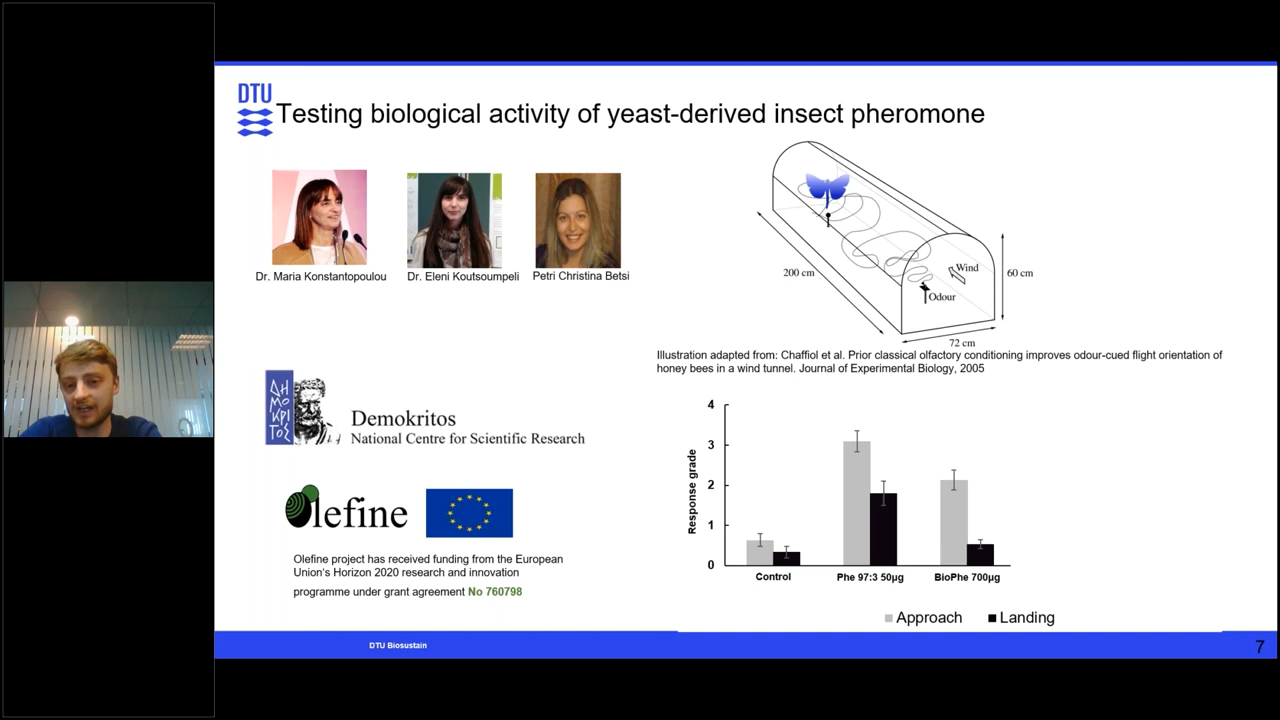 DTU
Testing biological activity of yeast-derived insect pheromone
Dr. Maria Konstantopoulou
Dr. Eleni Koutsoumpeli
Petri Christina Betsi
200 cm
Wind
60 cm
Odour
72 cm
Illustration adapted from: Chaffiol et al. Prior classical olfactory conditioning improves odour-cued flight orientation of
honey bees in a wind tunnel. Journal of Experimental Biology, 2005
ΔΗ
ΜΟ
ΚΡΙ
ΤΟΣ
Demokritos
National Centre for Scientific Research
Olefine
Olefine project has received funding from the European
Union's Horizon 2020 research and innovation
programme under grant agreement No 760798
Response grade
4
3
2
1
0
Control
Phe 97:3 50μg
BioPhe 700μg
Approach
Landing
DTU Biosustain
7